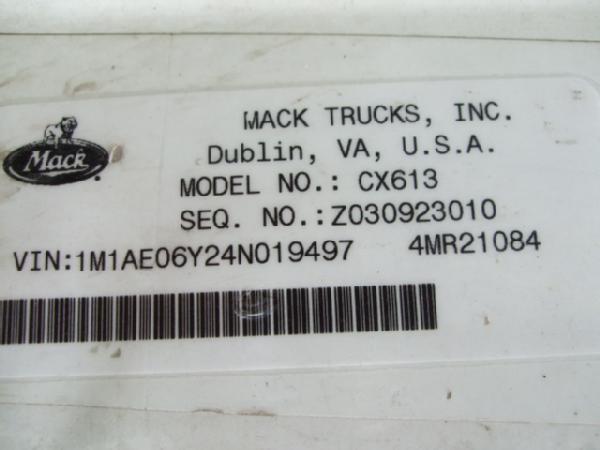 Mack
MACK TRUCKS, INC.
Dublin, VA, U.S.A.
MODEL NO.: CX613
SEQ. NO.:Z030923010
VIN:1M1AE06Y24N019497 4MR21084